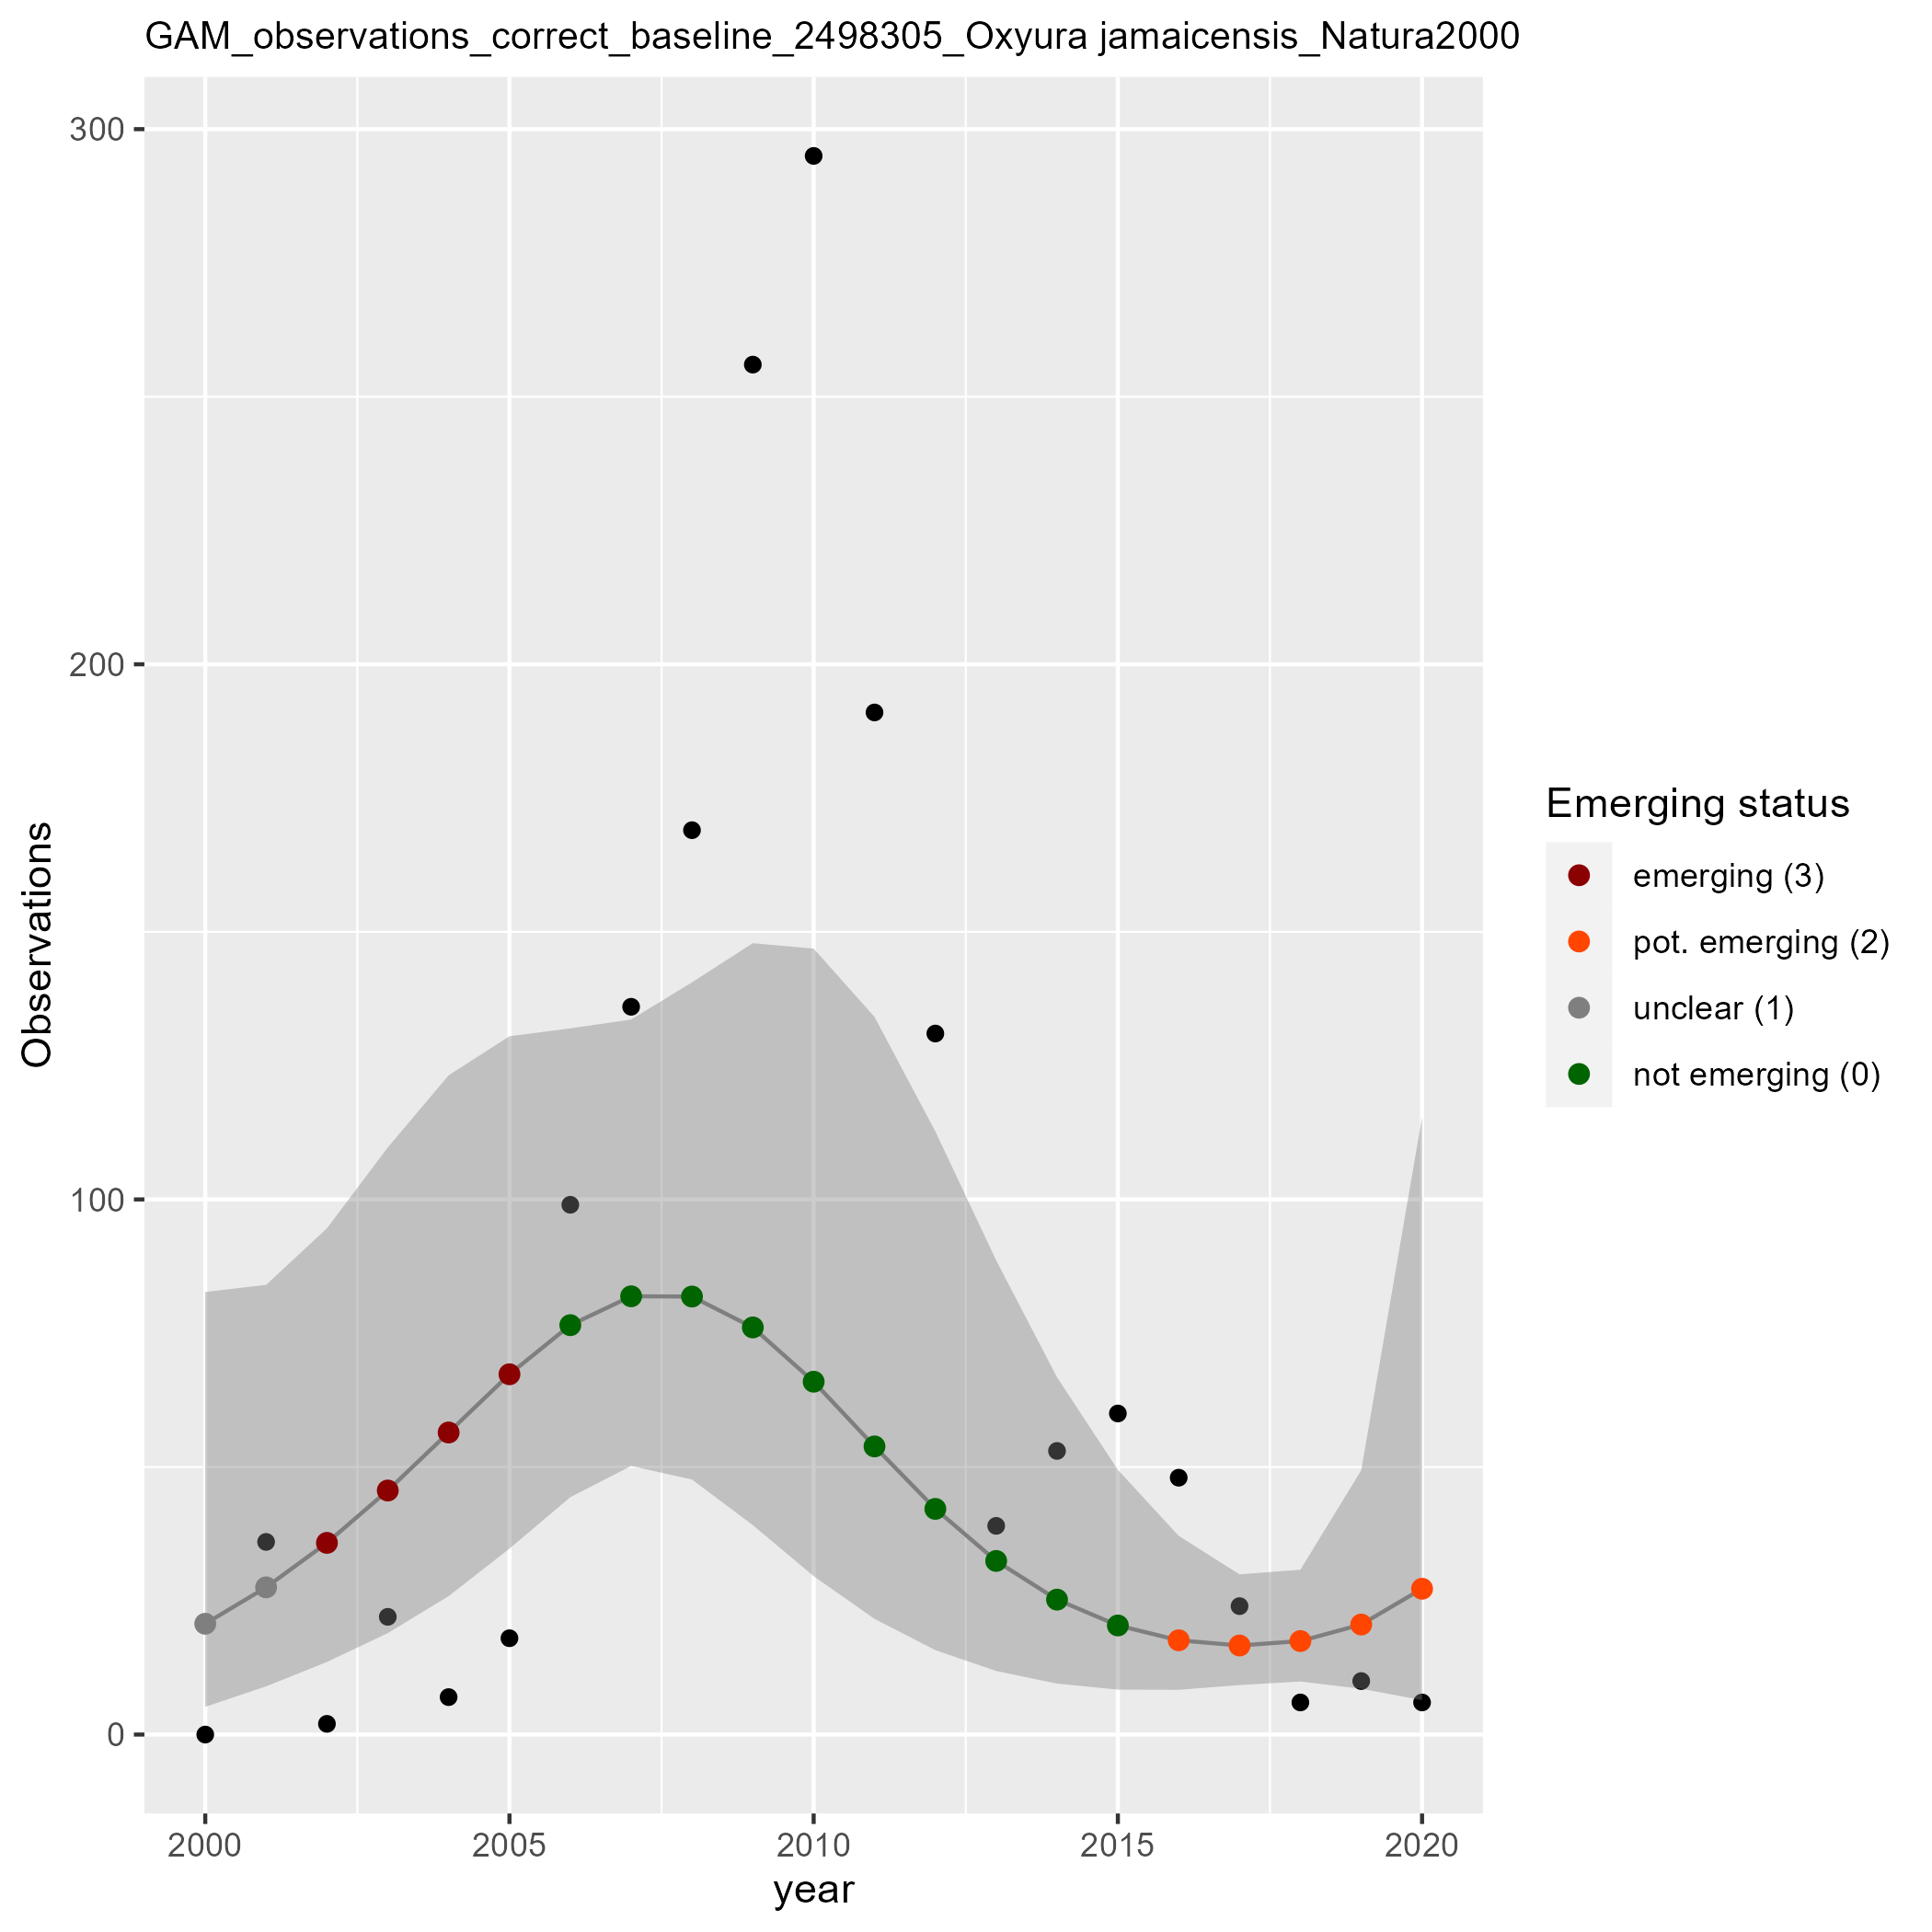 GAM_observations_correct_baseline_2498305_Oxyura jamaicensis_Natura2000
Observations
300
200
100
0
2000 2005 2010 2015 2020
year
Emerging status
emerging (3)
pot. emerging (2)
unclear (1)
not emerging (0)